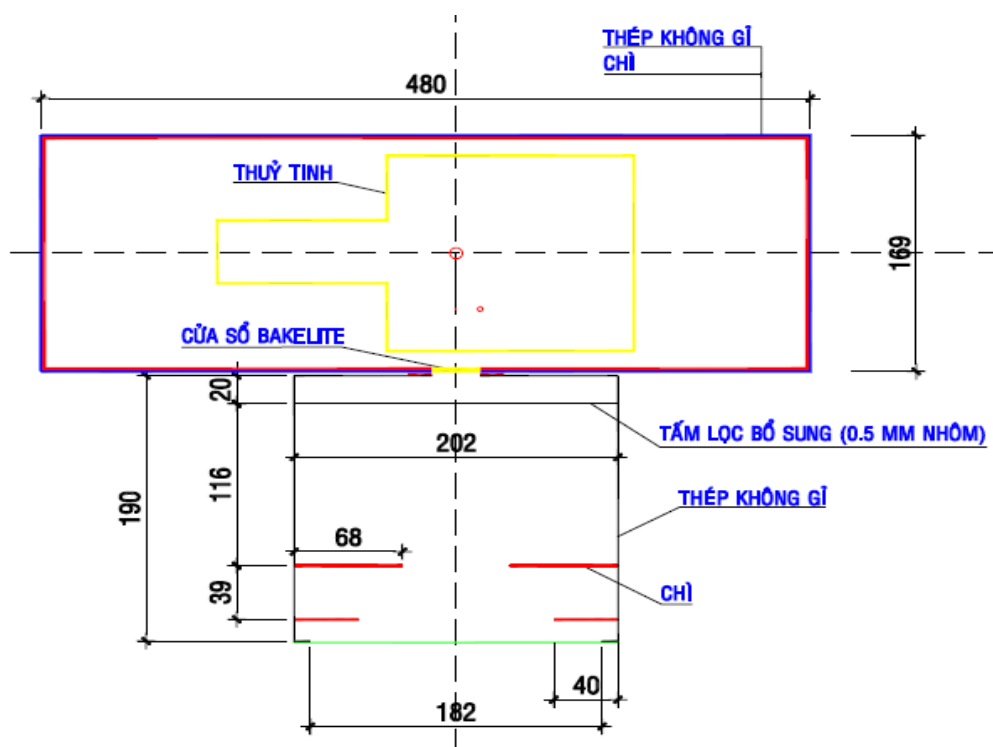 THÉP KHÔNG GỈ
CHÌ
480
THUỶ TINH
169
CỬA SỔ BAKELITE
20
TẤM LỌC BỔ SUNG (0.5 MM NHÔM)
202
116
190
THÉP KHÔNG GỈ
68
39
CHÌ
40
182